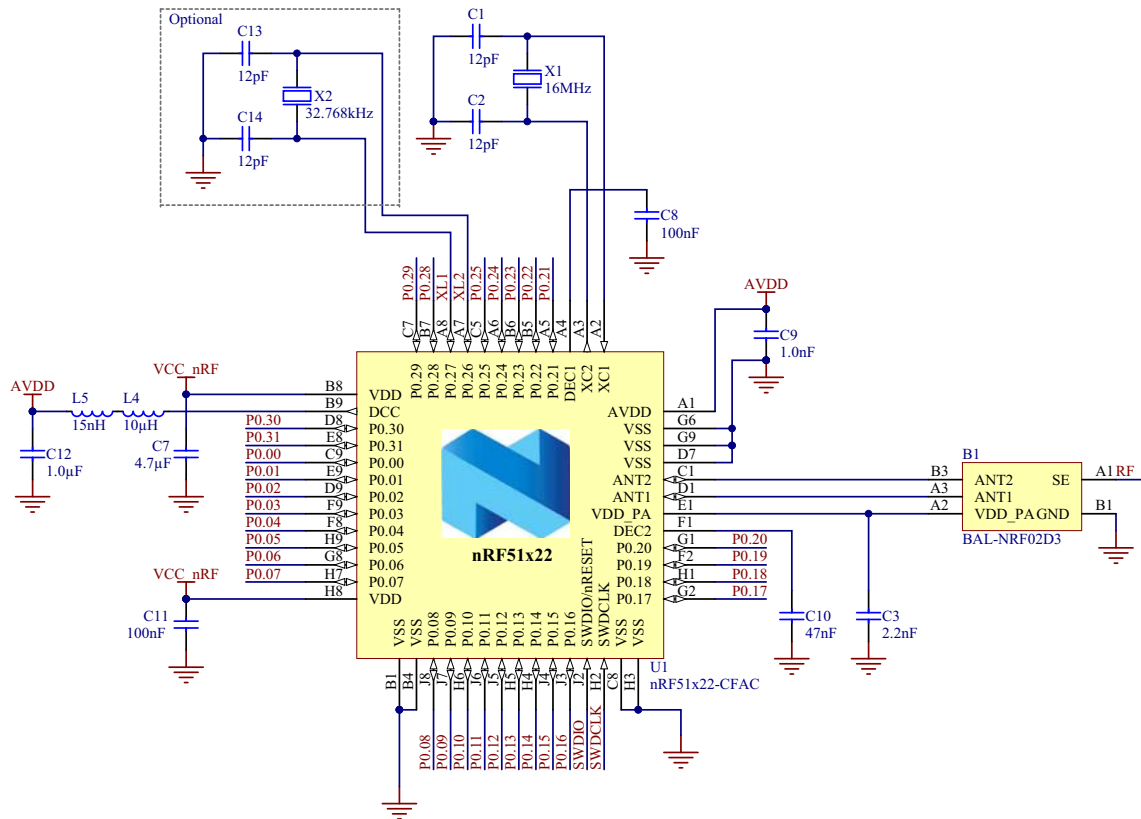 Optional
C13
12pF
X2
32.768kHz
C14
12pF
C1
12pF
X1
16MHz
C2
12pF
C8
100nF
P0.29
P0.28
XL1
XL2
P0.25
P0.24
P0.23
P0.22
P0.21
C7
B7
A8
A7
C5
A6
B6
B5
A5
A4
A3
A2
P0.29
P0.28
P0.27
P0.26
P0.25
P0.24
P0.23
P0.22
P0.21
DEC1
XC2
XC1
AVDD
C9
1.0nF
AVDD
L5
15nH
L4
10µH
VCC_nRF
C12
1.0µF
C7
4.7µF
B8 VDD
B9 DCC
P0.30 D8 P0.30
P0.31 E8 P0.31
P0.00 C9 P0.00
P0.01 E9 P0.01
P0.02 D9 P0.02
P0.03 F9 P0.03
P0.04 F8 P0.04
P0.05 H9 P0.05
P0.06 G8 P0.06
P0.07 H7 P0.07
H8 VDD
VCC_nRF
C11
100nF
nRF51x22
AVDD A1
VSS G6
VSS G9
VSS D7
ANT2 C1
ANT1 D1
VDD_PA E1
DEC2 F1
P0.20 G1 P0.20
P0.19 F2 P0.19
P0.18 H1 P0.18
P0.17 G2 P0.17
B1
B3 ANT2 SE A1 RF
A3 ANT1
A2 VDD_PA GND B1
BAL-NRF02D3
C10
47nF
C3
2.2nF
VSS
VSS
P0.08
P0.09
P0.10
P0.11
P0.12
P0.13
P0.14
P0.15
P0.16
SWDIO/nRESET
SWDCLK
VSS
VSS
U1
nRF51x22-CFAC
B1
B4
J8
J7
H6
J6
J5
H5
H4
J4
J3
J2
H2
C8
H3
P0.08
P0.09
P0.10
P0.11
P0.12
P0.13
P0.14
P0.15
P0.16
SWDIO
SWDCLK